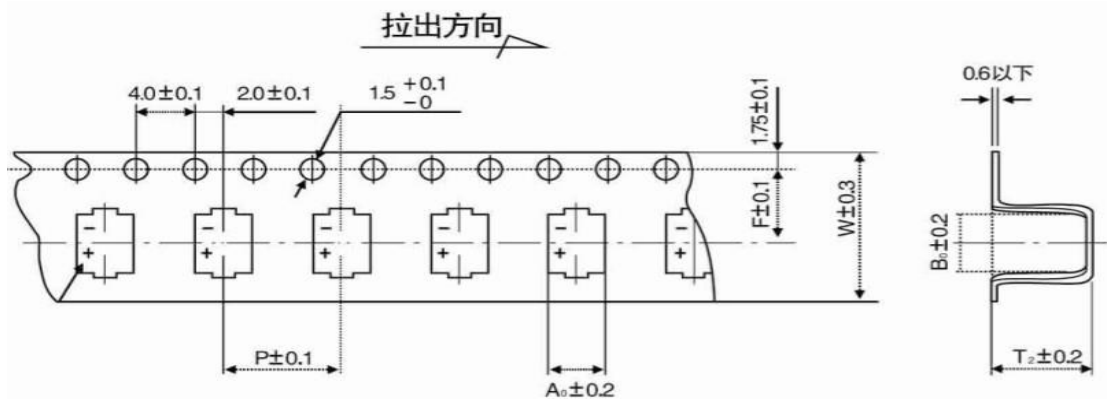 拉出方向
4.0±0.1
2.0±0.1
1.5 +0.1
-0
1.75±0.1
0.6以下
F±0.1
W±0.3
B₀±0.2
- - - - - -
+ + + + + +
P±0.1
A₀±0.2
T₂±0.2